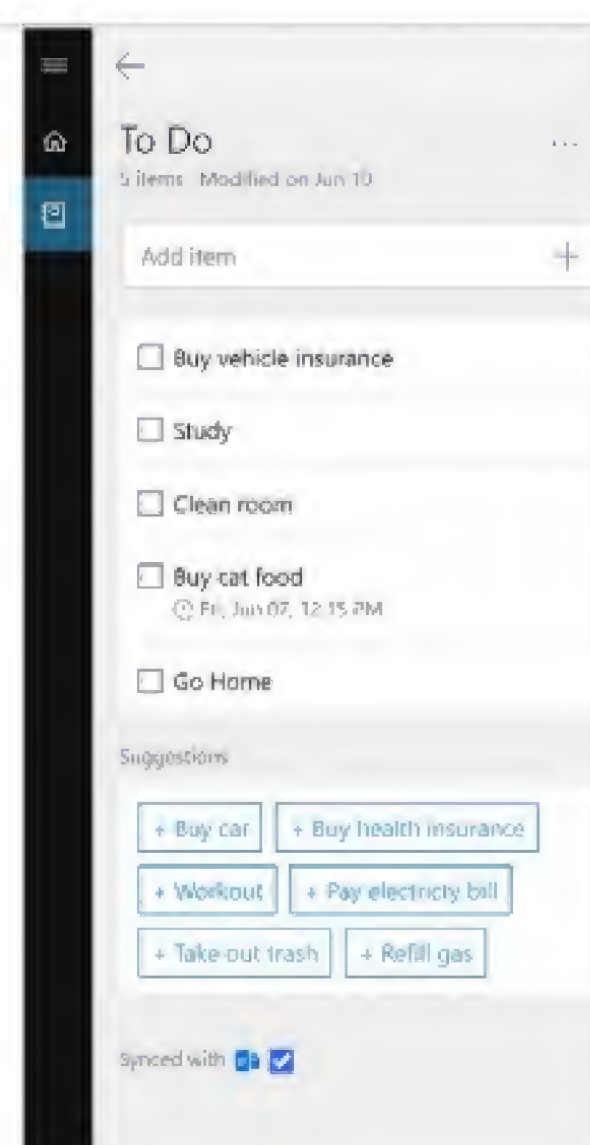 To Do
5 items Modified on Jun 10
Add item
Buy vehicle insurance
Study
Clean room
Buy cat food
Fri, Jun 07, 12:15 PM
Go Home
Suggestions
+ Buy car + Buy health insurance
+ Workout + Pay electricty bill
+ Take out trash + Refill gas
Synced with